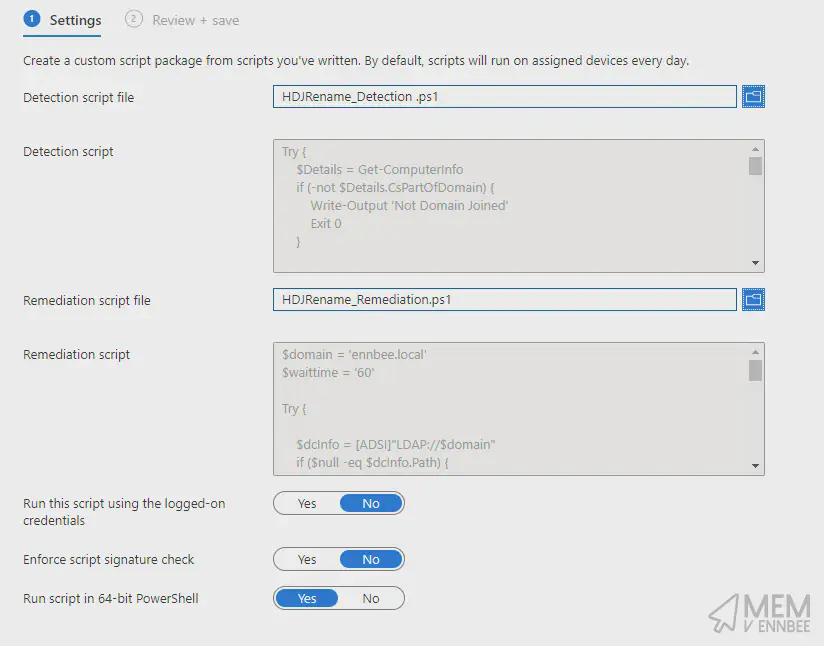 1 Settings 2 Review + save
Create a custom script package from scripts you've written. By default, scripts will run on assigned devices every day.
Detection script file HDJRename_Detection .ps1
Detection script
Try {
$Details = Get-ComputerInfo
if (-not $Details.CsPartOfDomain) {
Write-Output 'Not Domain Joined'
Exit 0
}
Remediation script file HDJRename_Remediation.ps1
Remediation script
$domain = 'ennbee.local'
$waittime = '60'
Try {
$dcInfo = [ADSI]"LDAP://$domain"
if ($null -eq $dcInfo.Path) {
Run this script using the logged-on
credentials
Yes No
Enforce script signature check Yes No
Run script in 64-bit PowerShell Yes No
MEM
V ENNBEE